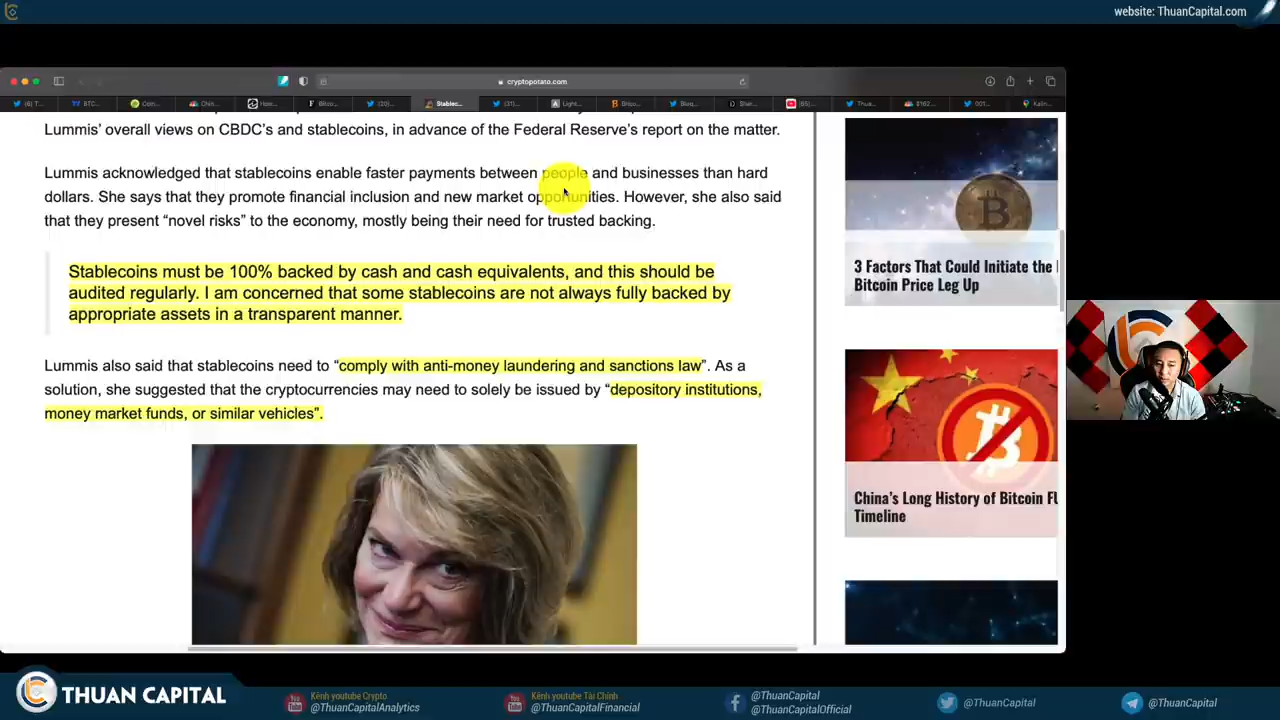 website: ThuanCapital.com
cryptopotato.com
Lummis' overall views on CBDC's and stablecoins, in advance of the Federal Reserve's report on the matter.
Lummis acknowledged that stablecoins enable faster payments between people and businesses than hard
dollars. She says that they promote financial inclusion and new market opportunities. However, she also said
that they present “novel risks” to the economy, mostly being their need for trusted backing.
Stablecoins must be 100% backed by cash and cash equivalents, and this should be
audited regularly. I am concerned that some stablecoins are not always fully backed by
appropriate assets in a transparent manner.
Lummis also said that stablecoins need to “comply with anti-money laundering and sanctions law”. As a
solution, she suggested that the cryptocurrencies may need to solely be issued by “depository institutions,
money market funds, or similar vehicles”.
3 Factors That Could Initiate the
Bitcoin Price Leg Up
China's Long History of Bitcoin FU
Timeline
THUAN CAPITAL
Kênh youtube Crypto
@ThuanCapitalAnalytics
Kênh youtube Tài Chính
@ThuanCapitalFinancial
@ThuanCapital
@ThuanCapitalOfficial
@ThuanCapital
@ThuanCapital